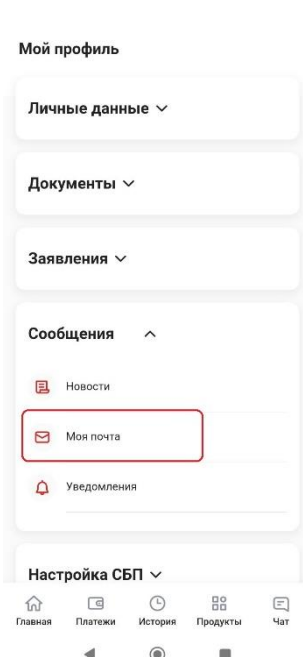 Мой профиль
Личные данные
Документы
Заявления
Сообщения
Новости
Моя почта
Уведомления
Настройка СБП
Главная Платежи История Продукты Чат